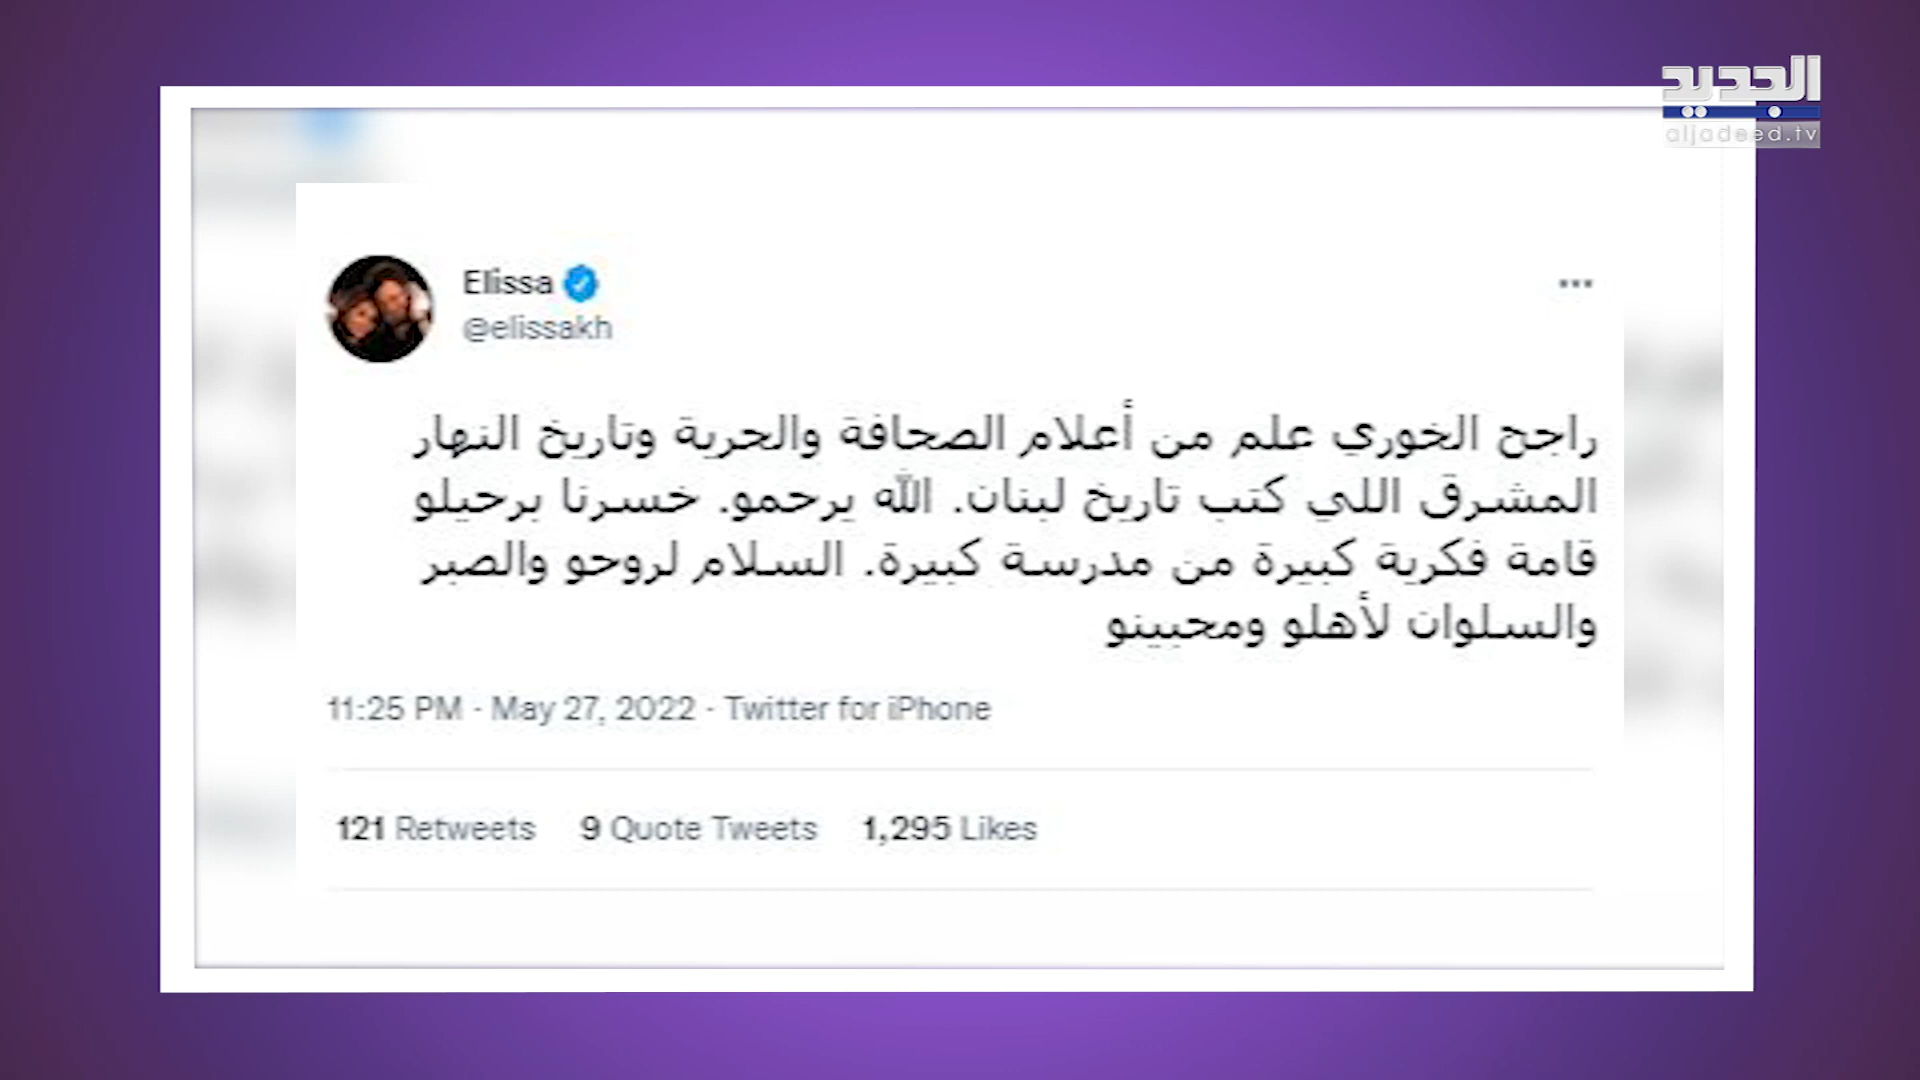 الجديد
aljadeed.tv
Elissa
@elissakh
راجح الخوري علم من أعلام الصحافة والحرية وتاريخ النهار
المشرق اللي كتب تاريخ لبنان. الله يرحمو. خسرنا برحيلو
قامة فكرية كبيرة من مدرسة كبيرة. السلام لروحو والصبر
والسلوان لأهلو ومحبينو
11:25 PM · May 27, 2022 · Twitter for iPhone
121 Retweets 9 Quote Tweets 1,295 Likes